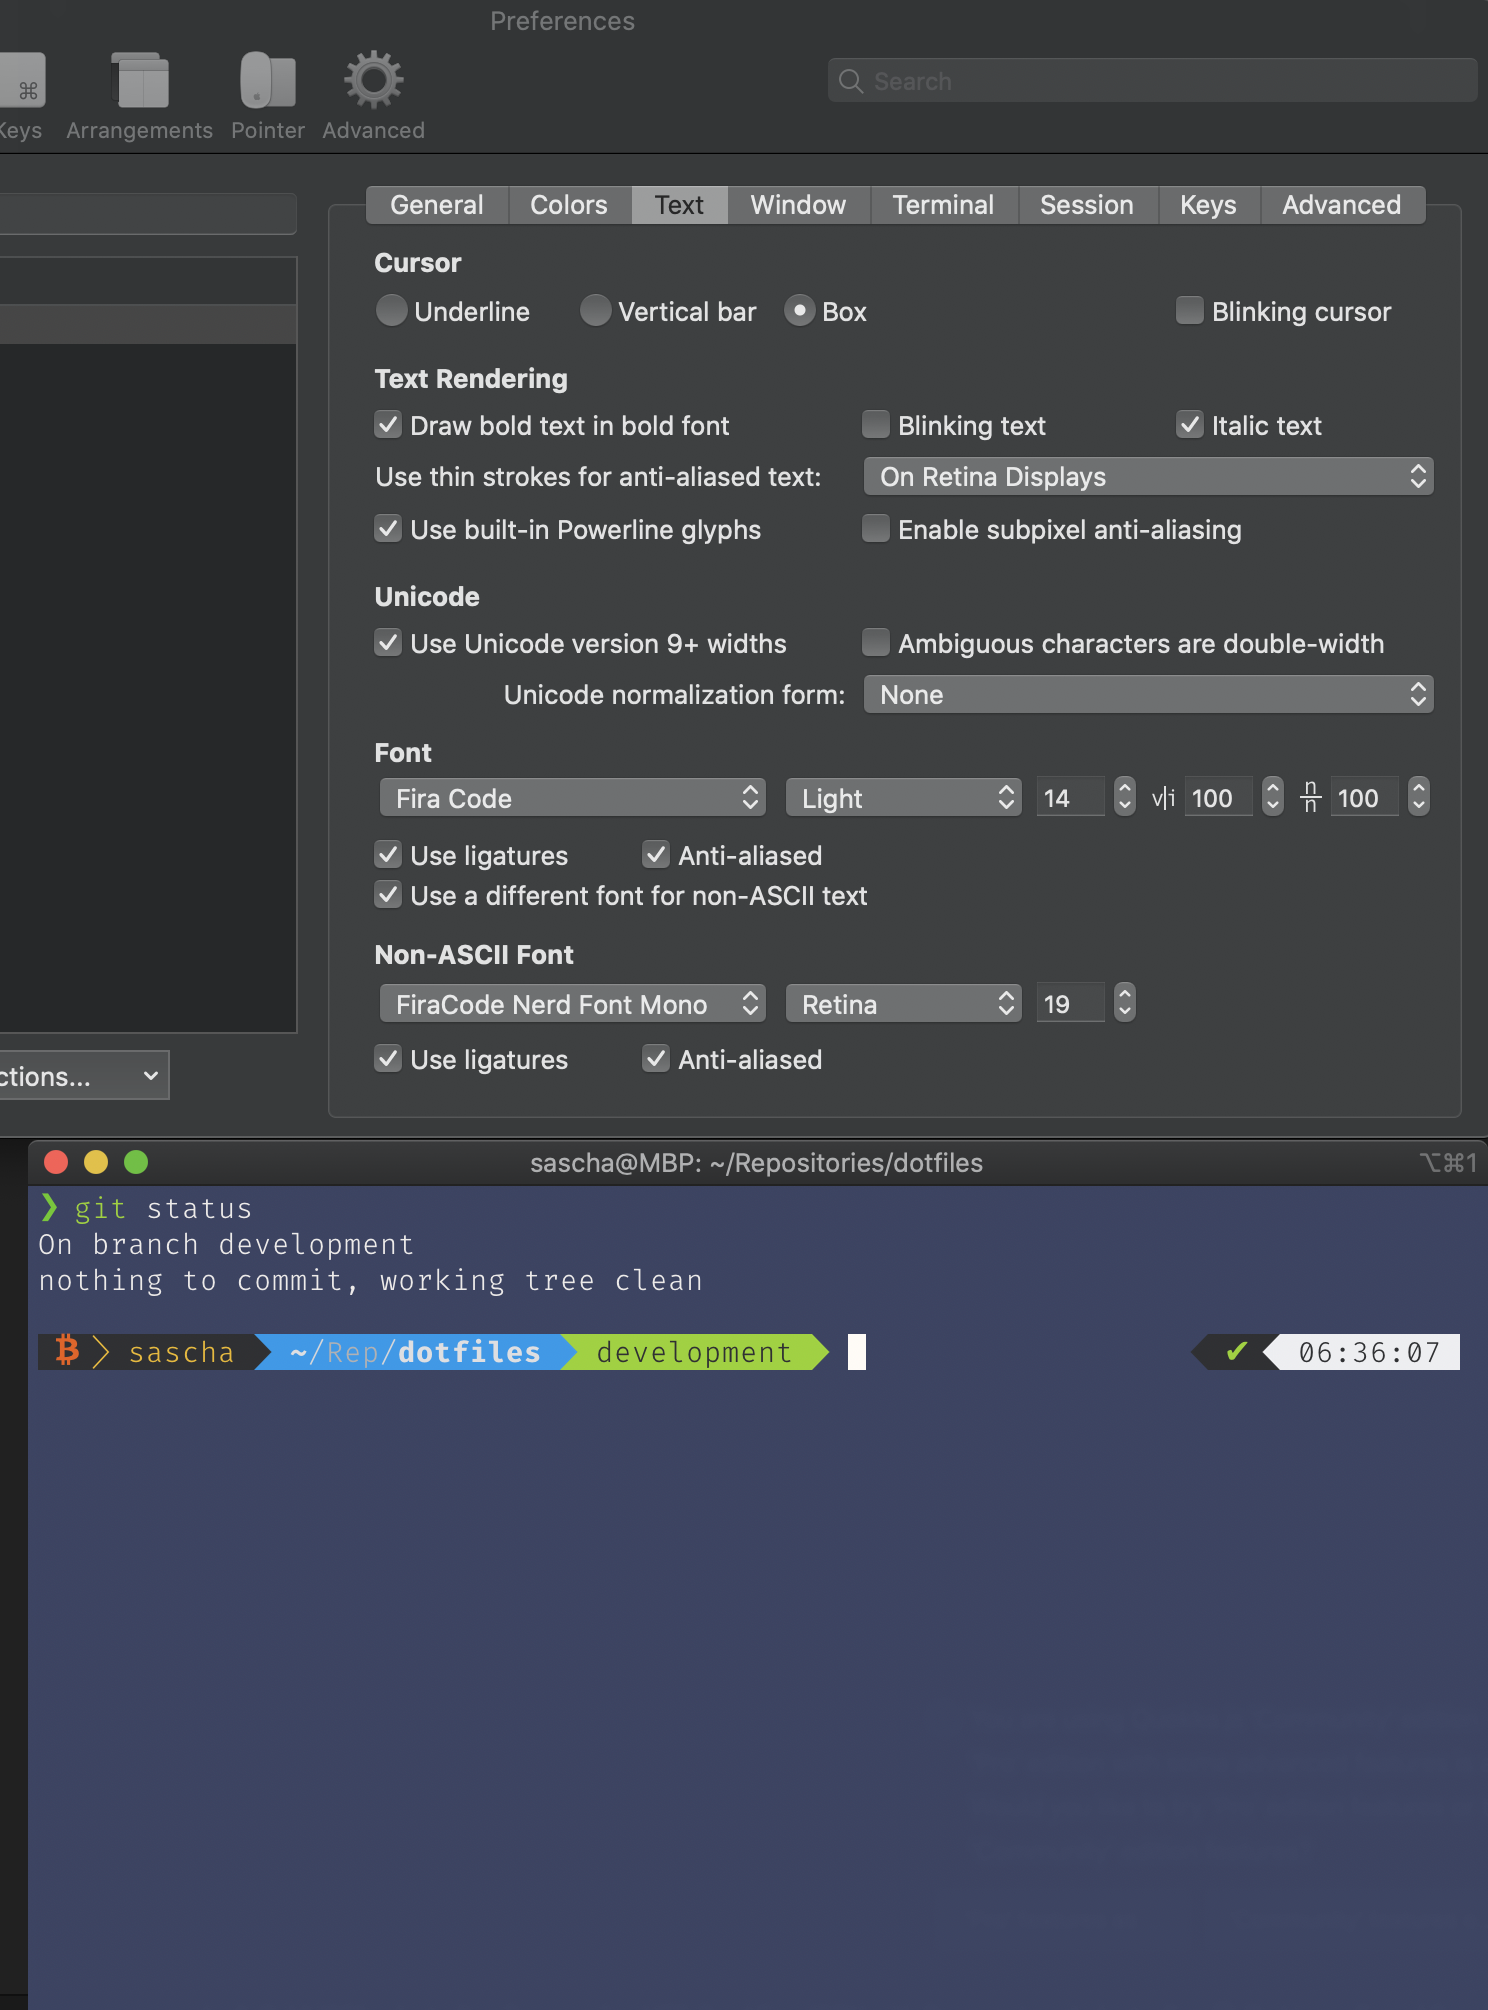 Preferences
Keys Arrangements Pointer Advanced
Search
General Colors Text Window Terminal Session Keys Advanced
Cursor
Underline Vertical bar Box Blinking cursor
Text Rendering
Draw bold text in bold font Blinking text Italic text
Use thin strokes for anti-aliased text: On Retina Displays
Use built-in Powerline glyphs Enable subpixel anti-aliasing
Unicode
Use Unicode version 9+ widths Ambiguous characters are double-width
Unicode normalization form: None
Font
Fira Code Light 14 v|i 100 n/n 100
Use ligatures Anti-aliased
Use a different font for non-ASCII text
Non-ASCII Font
FiraCode Nerd Font Mono Retina 19
Use ligatures Anti-aliased
ctions...
sascha@MBP: ~/Repositories/dotfiles ⌥⌘1
❯ git status
On branch development
nothing to commit, working tree clean
sascha ~/Rep/dotfiles development ✔ 06:36:07